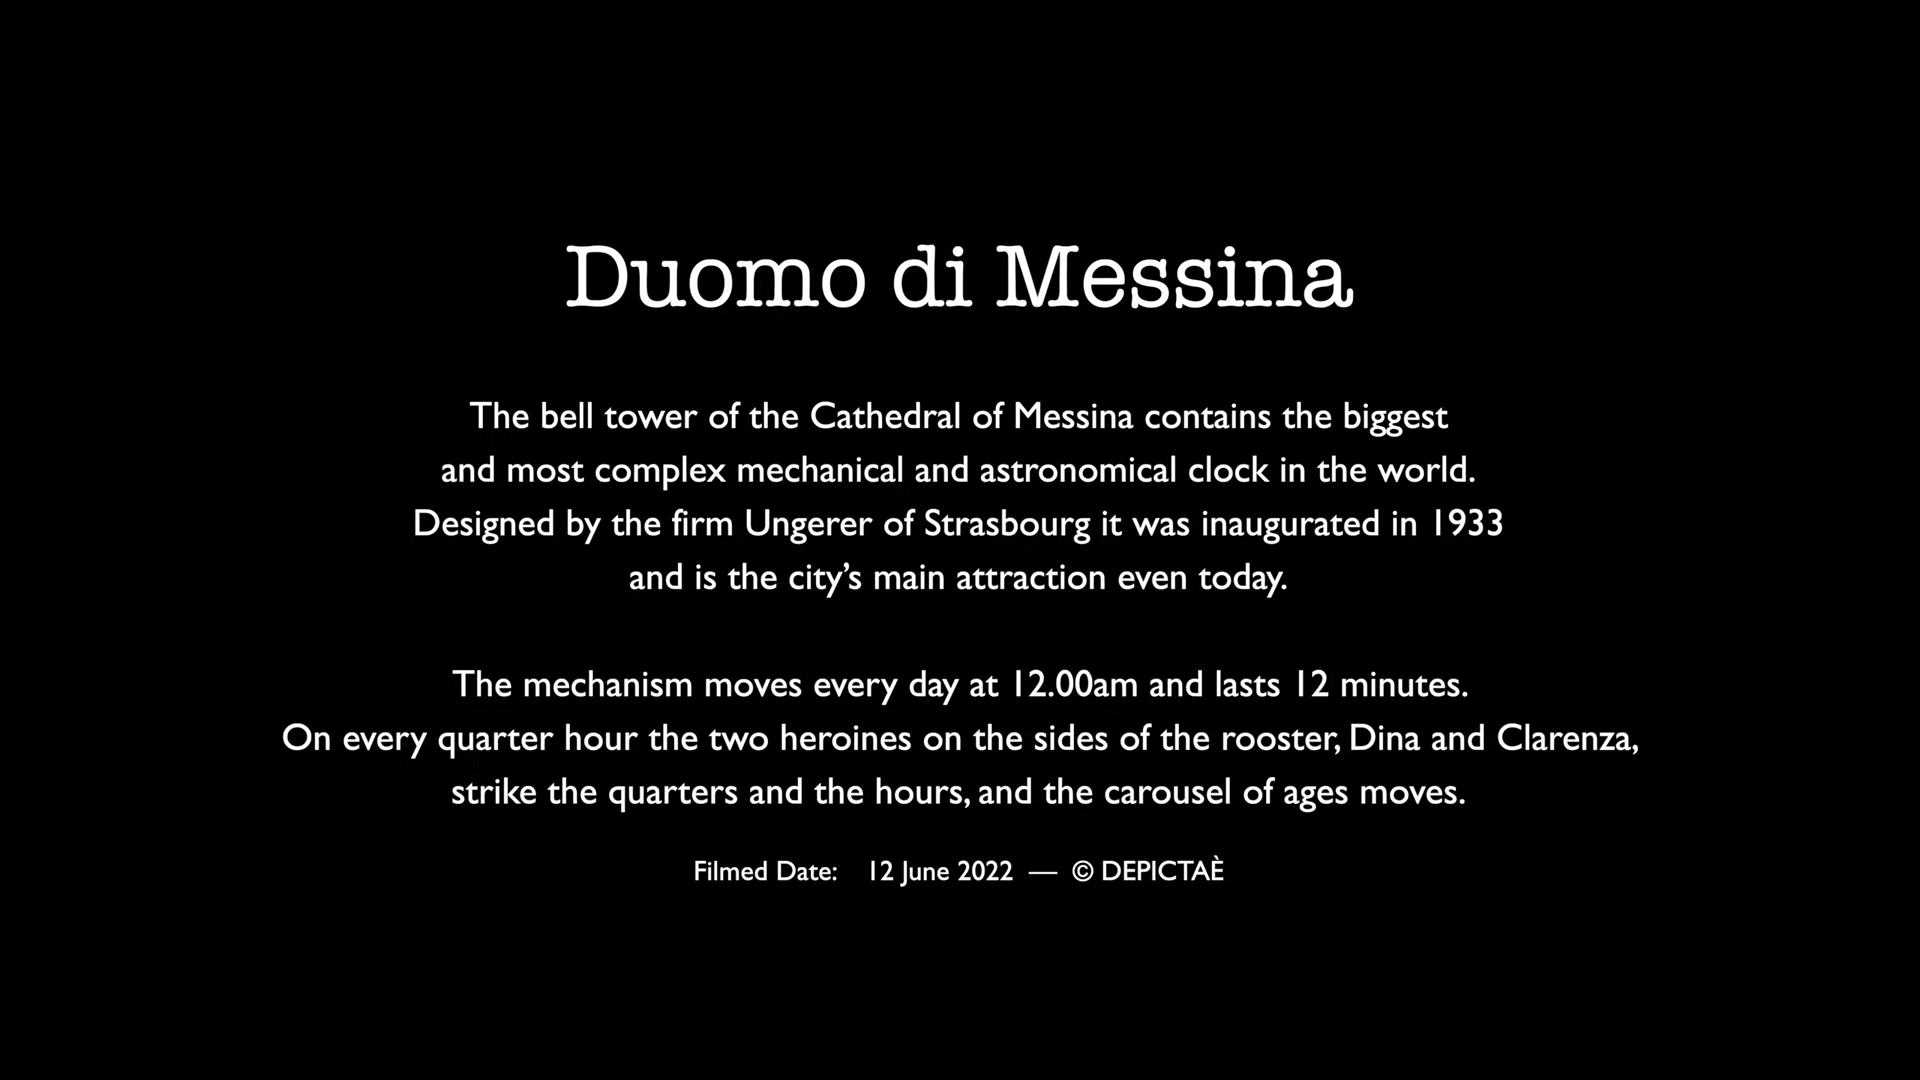 Duomo di Messina
The bell tower of the Cathedral of Messina contains the biggest
and most complex mechanical and astronomical clock in the world.
Designed by the firm Ungerer of Strasbourg it was inaugurated in 1933
and is the city’s main attraction even today.
The mechanism moves every day at 12.00am and lasts 12 minutes.
On every quarter hour the two heroines on the sides of the rooster, Dina and Clarenza,
strike the quarters and the hours, and the carousel of ages moves.
Filmed Date: 12 June 2022 — © DEPICTAÈ